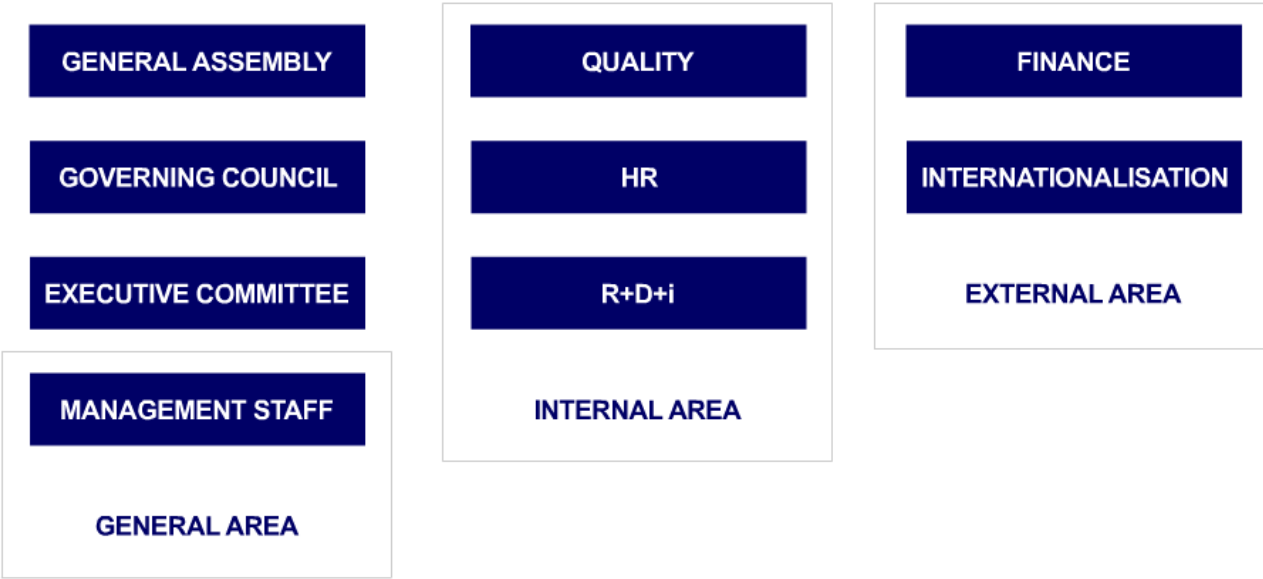 GENERAL ASSEMBLY
GOVERNING COUNCIL
EXECUTIVE COMMITTEE
MANAGEMENT STAFF
GENERAL AREA
QUALITY
HR
R+D+i
INTERNAL AREA
FINANCE
INTERNATIONALISATION
EXTERNAL AREA